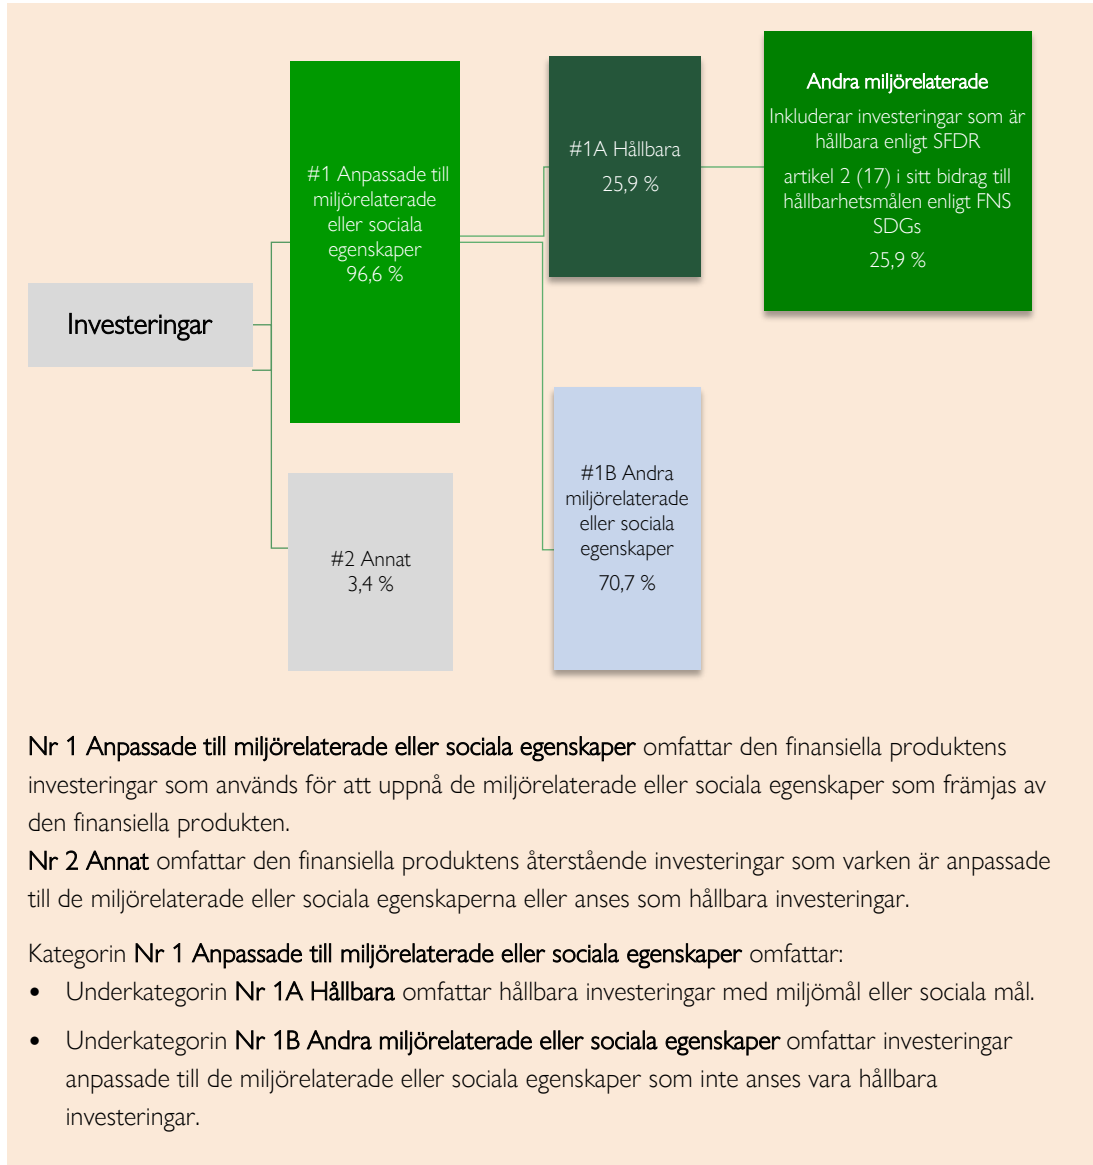 Investeringar
#1 Anpassade till
miljörelaterade
eller sociala
egenskaper
96,6 %
#2 Annat
3,4 %
#1A Hållbara
25,9 %
#1B Andra
miljörelaterade
eller sociala
egenskaper
70,7 %
Andra miljörelaterade
Inkluderar investeringar som är
hållbara enligt SFDR
artikel 2 (17) i sitt bidrag till
hållbarhetsmålen enligt FNS
SDGs
25,9 %
Nr 1 Anpassade till miljörelaterade eller sociala egenskaper omfattar den finansiella produktens
investeringar som används för att uppnå de miljörelaterade eller sociala egenskaper som främjas av
den finansiella produkten.
Nr 2 Annat omfattar den finansiella produktens återstående investeringar som varken är anpassade
till de miljörelaterade eller sociala egenskaperna eller anses som hållbara investeringar.
Kategorin Nr 1 Anpassade till miljörelaterade eller sociala egenskaper omfattar:
• Underkategorin Nr 1A Hållbara omfattar hållbara investeringar med miljömål eller sociala mål.
• Underkategorin Nr 1B Andra miljörelaterade eller sociala egenskaper omfattar investeringar
anpassade till de miljörelaterade eller sociala egenskaper som inte anses vara hållbara
investeringar.